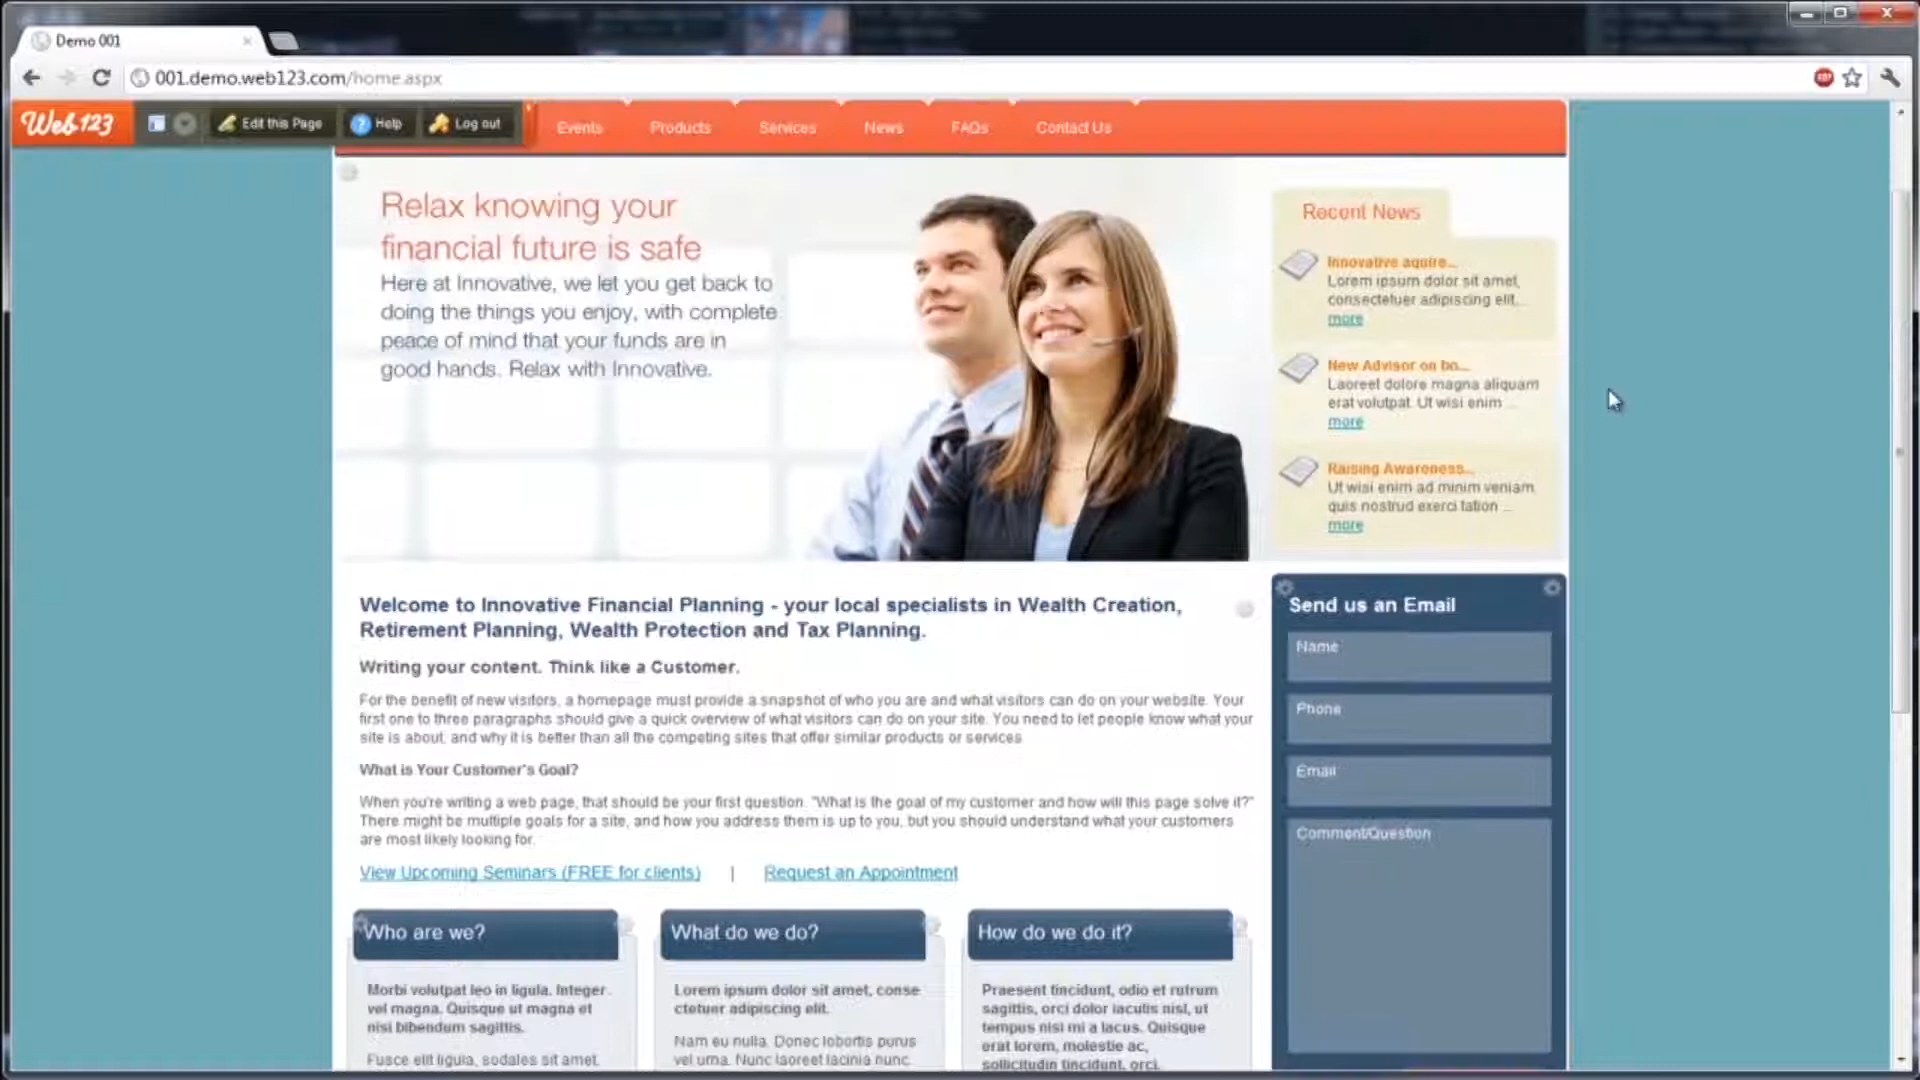 Demo 001
001.demo.web123.com/home.aspx
ABP
Web123
Edit this Page
? Help
Log out
Events
Products
Services
News
FAQs
Contact Us
Relax knowing your
financial future is safe
Here at Innovative, we let you get back to
doing the things you enjoy, with complete
peace of mind that your funds are in
good hands. Relax with Innovative.
Recent News
Innovative aquire...
Lorem ipsum dolor sit amet,
consectetuer adipiscing elit...
more
New Advisor on bo...
Laoreet dolore magna aliquam
erat volutpat. Ut wisi enim ...
more
Raising Awareness...
Ut wisi enim ad minim veniam
quis nostrud exerci tation ...
more
Welcome to Innovative Financial Planning - your local specialists in Wealth Creation,
Retirement Planning, Wealth Protection and Tax Planning.
Writing your content. Think like a Customer.
For the benefit of new visitors, a homepage must provide a snapshot of who you are and what visitors can do on your website. Your
first one to three paragraphs should give a quick overview of what visitors can do on your site. You need to let people know what your
site is about, and why it is better than all the competing sites that offer similar products or services
What is Your Customer's Goal?
When you're writing a web page, that should be your first question. "What is the goal of my customer and how will this page solve it?"
There might be multiple goals for a site, and how you address them is up to you, but you should understand what your customers
are most likely looking for.
View Upcoming Seminars (FREE for clients) | Request an Appointment
Send us an Email
Name
Phone
Email
Comment/Question
Who are we?
Morbi volutpat leo in ligula. Integer
vel magna. Quisque ut magna et
nisi bibendum sagittis.
Fusce elit ligula, sodales sit amet,
What do we do?
Lorem ipsum dolor sit amet, conse
ctetuer adipiscing elit.
Nam eu nulla. Donec lobortis purus
vel urna. Nunc laoreet lacinia nunc.
How do we do it?
Praesent tincidunt, odio et rutrum
sagittis, orci dolor iaculis nisl, ut
tempus nisi mi a lacus. Quisque
erat lorem, molestie ac,
sollicitudin tincidunt, orci.